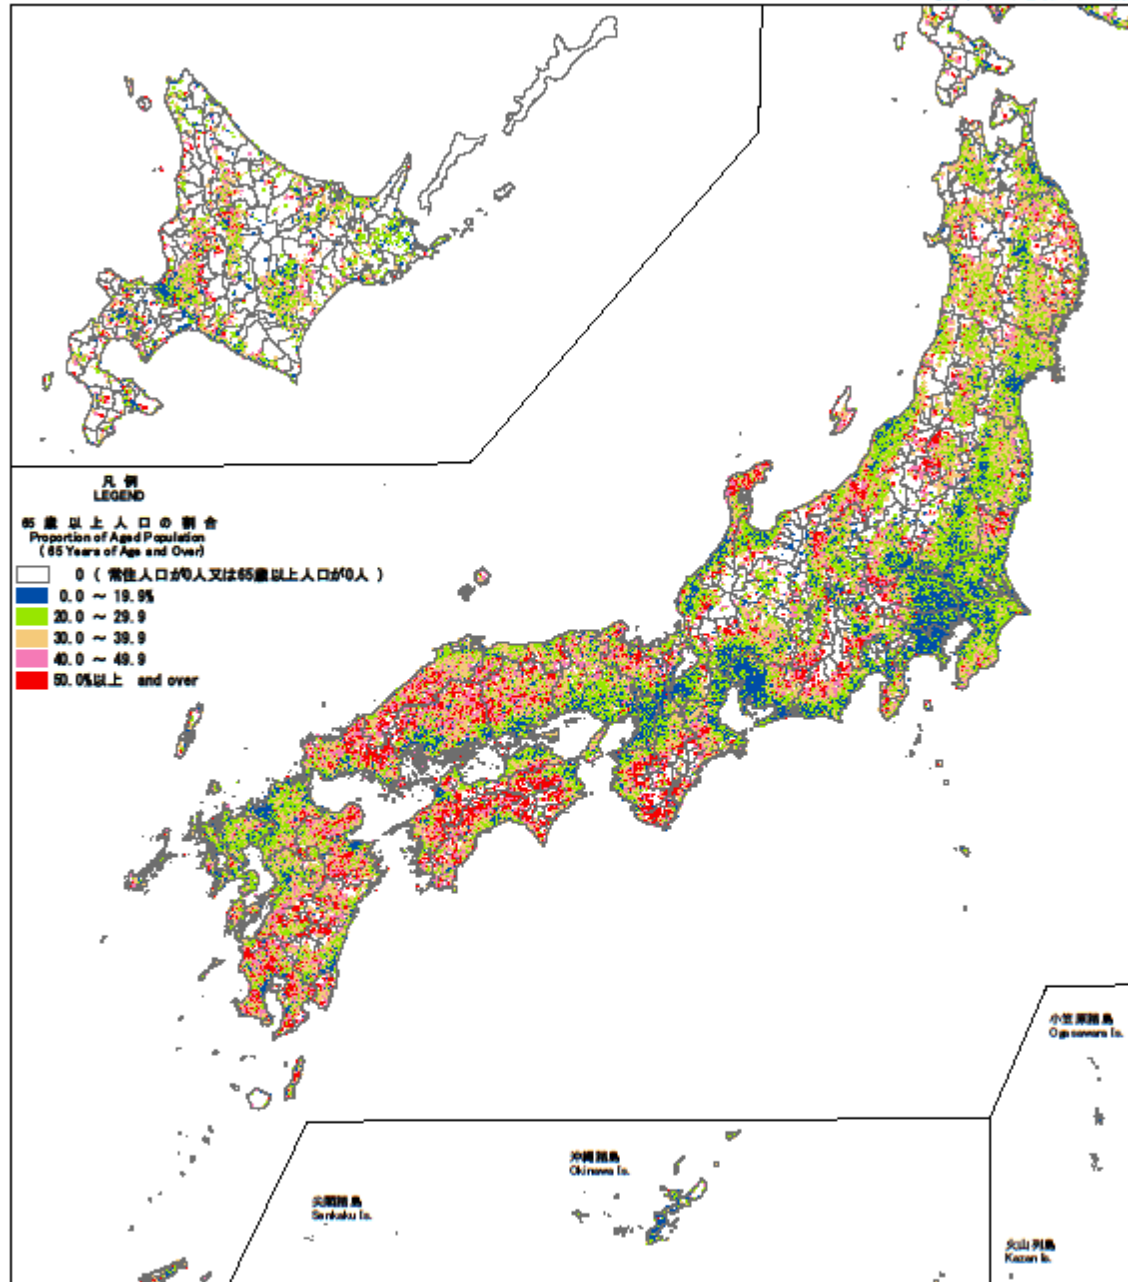 凡 例
LEGEND
65 歳 以 上 人 口 の 割 合
Proportion of Aged Population
( 65 Years of Age and Over)
0 ( 常住人口が0人又は65歳以上人口が0人 )
0.0 ～ 19.9%
20.0 ～ 29.9
30.0 ～ 39.9
40.0 ～ 49.9
50.0%以上 and over
小笠原諸島
Ogasawara Is.
沖縄諸島
Okinawa Is.
尖閣諸島
Senkaku Is.
火山列島
Kazan Is.